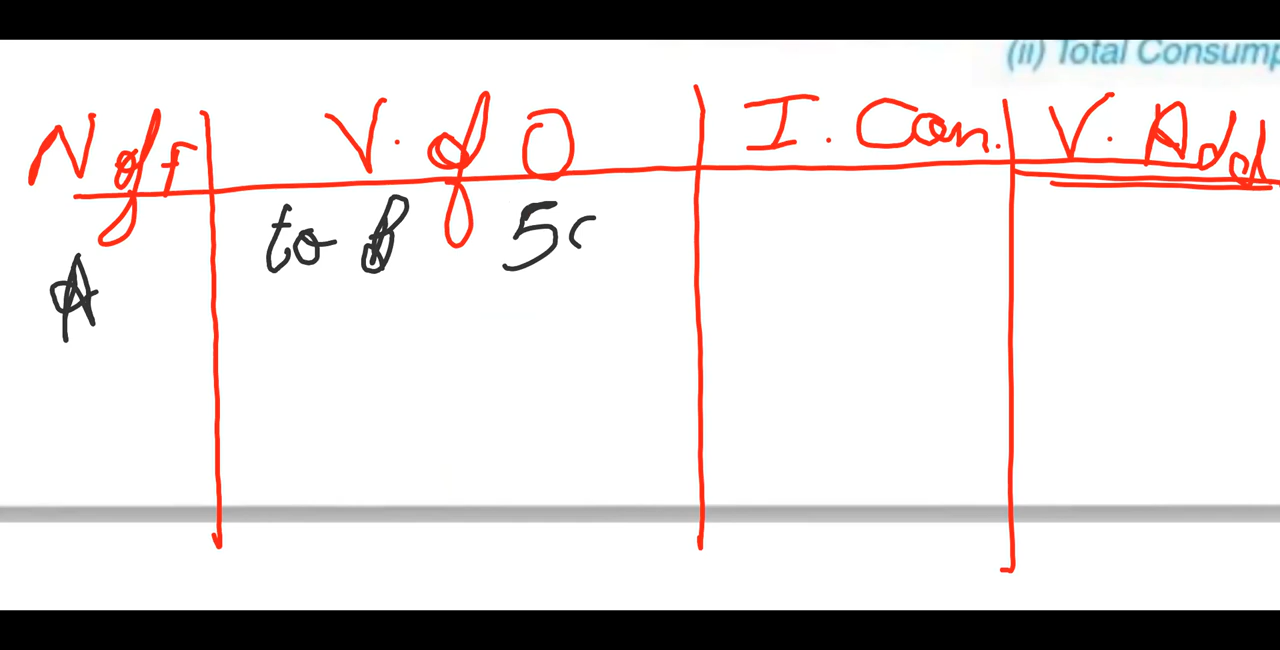 (ii) Total Consump
N of F V. of O I. Con. V. Add
to B 5
A